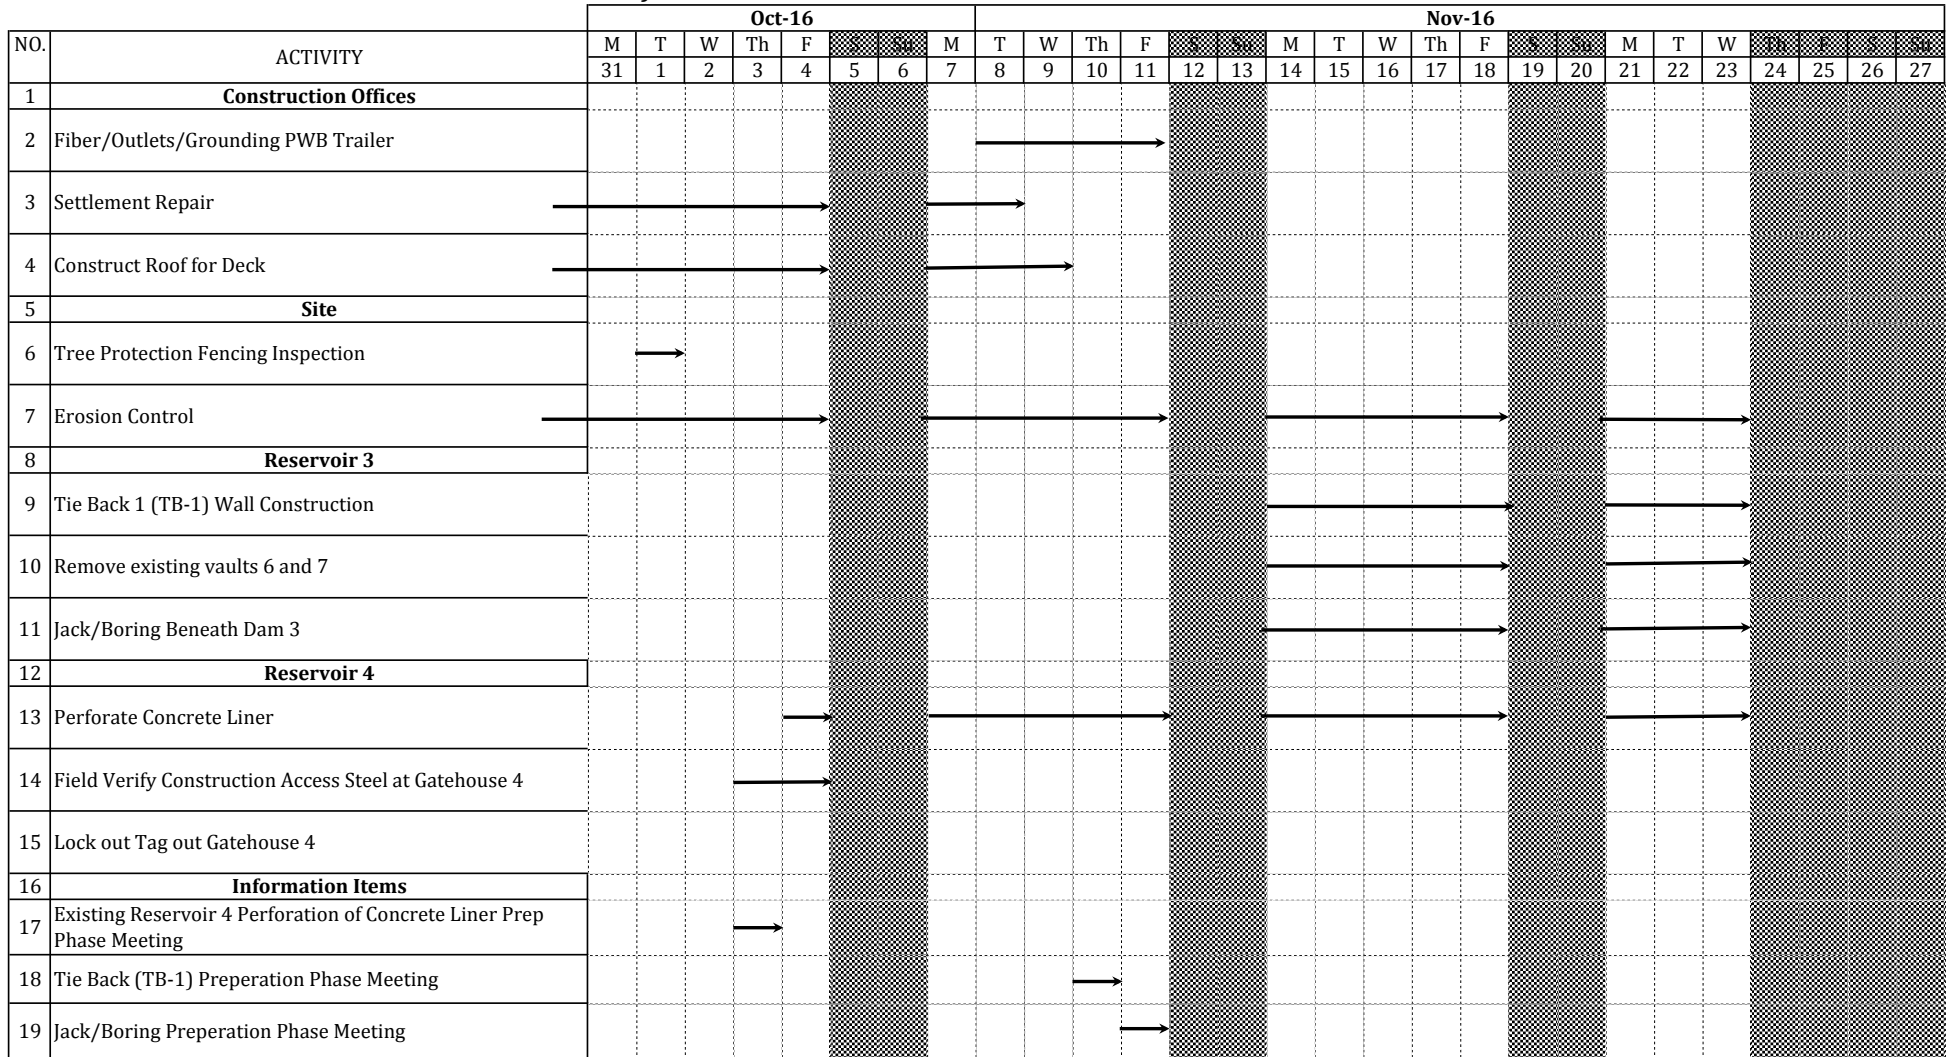 Oct-16 Nov-16
NO. ACTIVITY M T W Th F S Su M T W Th F S Su M T W Th F S Su M T W Th F S Su
31 1 2 3 4 5 6 7 8 9 10 11 12 13 14 15 16 17 18 19 20 21 22 23 24 25 26 27
1 Construction Offices
2 Fiber/Outlets/Grounding PWB Trailer
3 Settlement Repair
4 Construct Roof for Deck
5 Site
6 Tree Protection Fencing Inspection
7 Erosion Control
8 Reservoir 3
9 Tie Back 1 (TB-1) Wall Construction
10 Remove existing vaults 6 and 7
11 Jack/Boring Beneath Dam 3
12 Reservoir 4
13 Perforate Concrete Liner
14 Field Verify Construction Access Steel at Gatehouse 4
15 Lock out Tag out Gatehouse 4
16 Information Items
17 Existing Reservoir 4 Perforation of Concrete Liner Prep
Phase Meeting
18 Tie Back (TB-1) Preperation Phase Meeting
19 Jack/Boring Preperation Phase Meeting